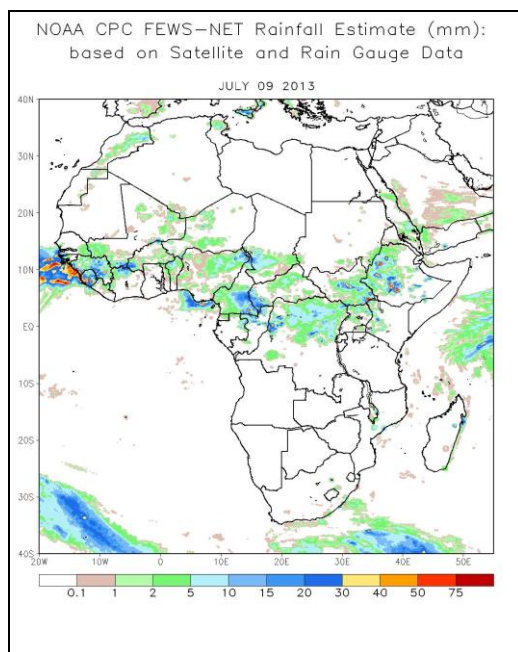 NOAA CPC FEWS-NET Rainfall Estimate (mm):
based on Satellite and Rain Gauge Data
JULY 09 2013
40N
30N
20N
10N
EQ
10S
20S
30S
40S
20W 10W 0 10E 20E 30E 40E 50E
0.1 1 2 5 10 15 20 30 40 50 75